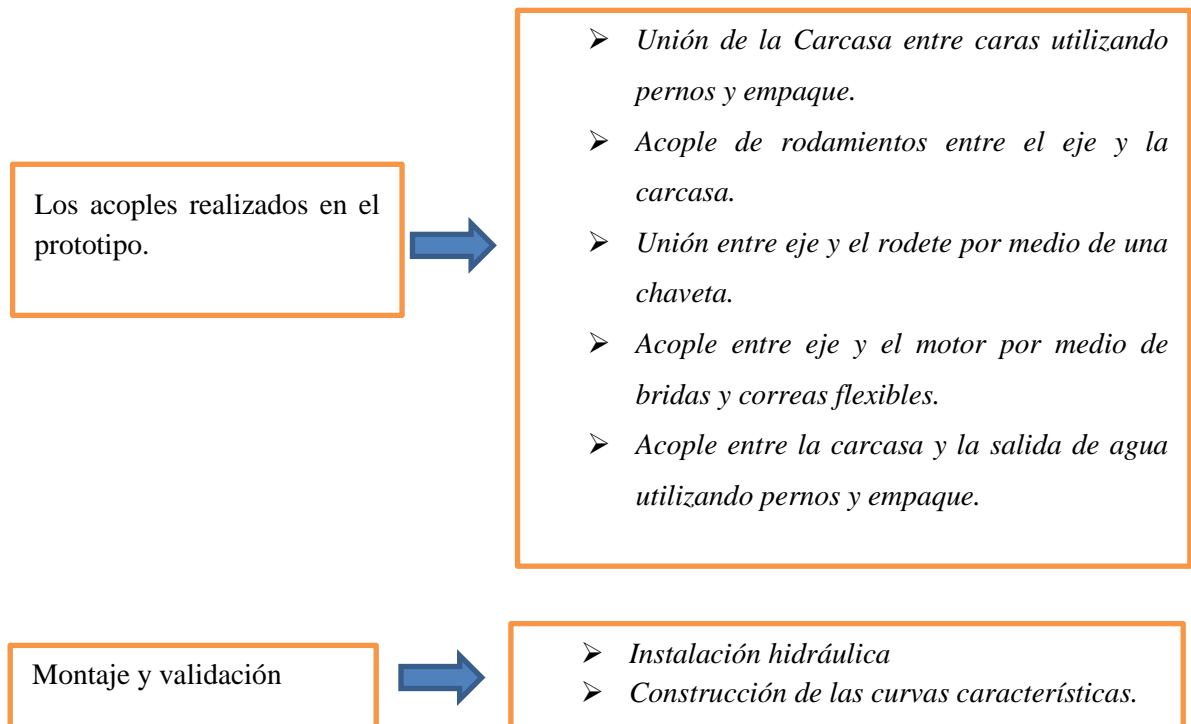 Los acoples realizados en el
prototipo.
➢ Unión de la Carcasa entre caras utilizando
pernos y empaque.
➢ Acople de rodamientos entre el eje y la
carcasa.
➢ Unión entre eje y el rodete por medio de una
chaveta.
➢ Acople entre eje y el motor por medio de
bridas y correas flexibles.
➢ Acople entre la carcasa y la salida de agua
utilizando pernos y empaque.
Montaje y validación
➢ Instalación hidráulica
➢ Construcción de las curvas características.